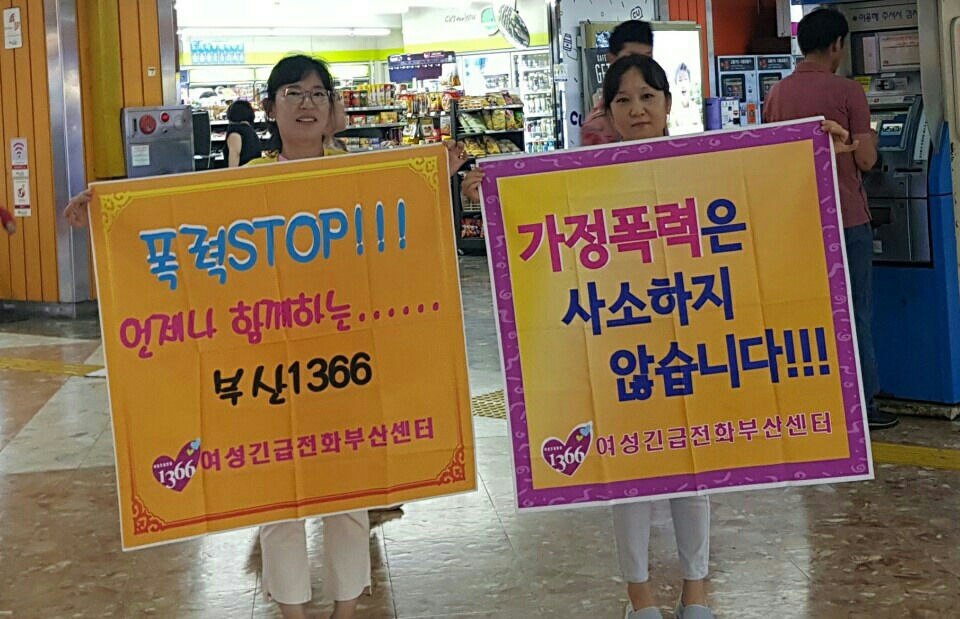 폭력STOP!!!
언제나 함께하는......
부산1366
1366 여성긴급전화부산센터
가정폭력은
사소하지
않습니다!!!
1366 여성긴급전화부산센터
CU